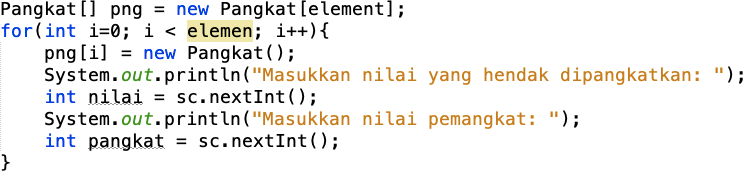 Pangkat[] png = new Pangkat[element];
for(int i=0; i < elemen; i++){
    png[i] = new Pangkat();
    System.out.println("Masukkan nilai yang hendak dipangkatkan: ");
    int nilai = sc.nextInt();
    System.out.println("Masukkan nilai pemangkat: ");
    int pangkat = sc.nextInt();
}